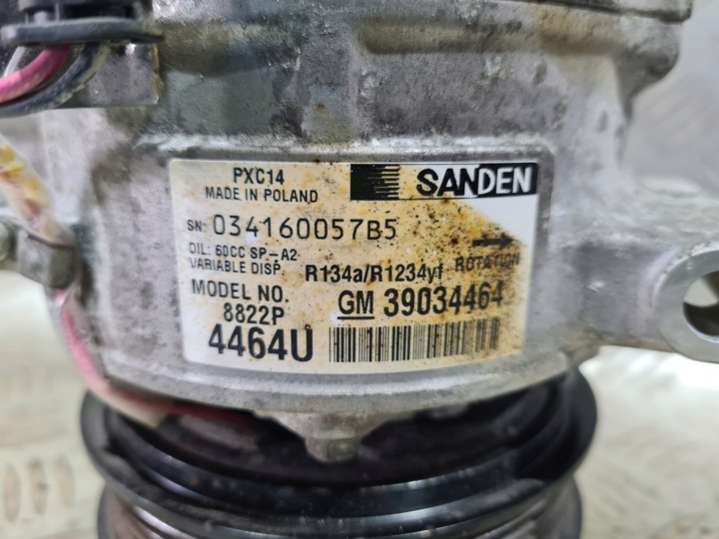 PXC14
MADE IN POLAND
SANDEN
SN: 034160057B5
OIL: 60CC SP-A2
VARIABLE DISP. R134a/R1234yf ROTATION
MODEL NO. GM 39034464
8822P
4464U